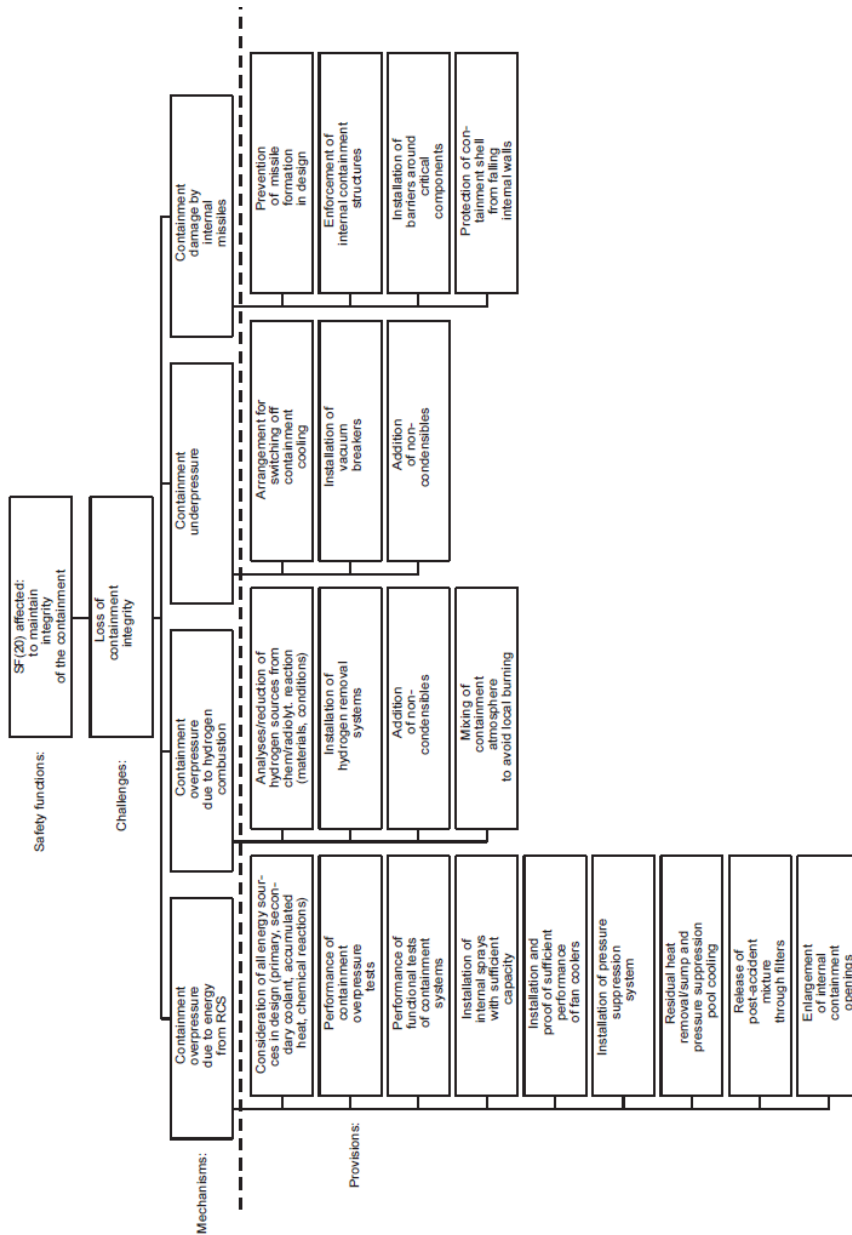 Safety functions:
SF(20) affected:
to maintain
integrity
of the containment
Challenges:
Loss of
containment
integrity
Mechanisms:
Containment
overpressure
due to energy
from RCS
Containment
overpressure
due to hydrogen
combustion
Containment
underpressure
Containment
damage by
internal
missiles
Provisions:
Consideration of all energy sour-
ces in design (primary, secon-
dary coolant, accumulated
heat, chemical reactions)
Performance of
containment
overpressure
tests
Performance of
functional tests
of containment
systems
Installation of
internal sprays
with sufficient
capacity
Installation and
proof of sufficient
performance
of fan coolers
Installation of pressure
suppression
system
Residual heat
removal/sump and
pressure suppression
pool cooling
Release of
post-accident
mixture
through filters
Enlargement
of internal
containment
openings
Analyses/reduction of
hydrogen sources from
chem/radiolyt. reaction
(materials, conditions)
Installation of
hydrogen removal
systems
Addition of
non-
condensibles
Mixing of
containment
atmosphere
to avoid local burning
Arrangement for
switching off
containment
cooling
Installation of
vacuum
breakers
Addition
of non-
condensibles
Prevention
of missile
formation
in design
Enforcement of
internal containment
structures
Installation of
barriers around
critical
components
Protection of con-
tainment shell
from falling
internal walls